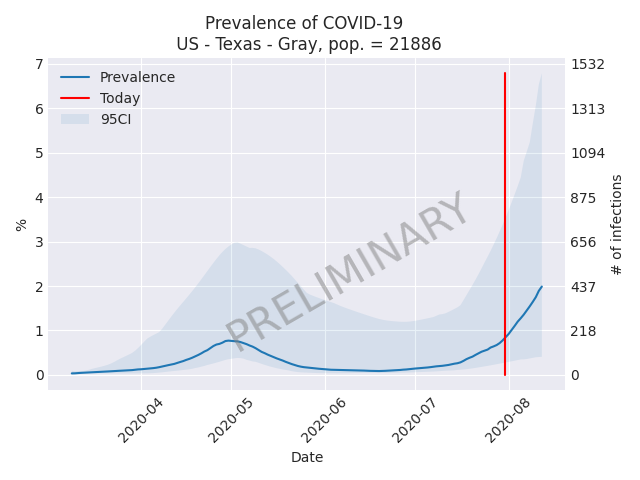 Prevalence of COVID-19
US - Texas - Gray, pop. = 21886
Prevalence
Today
95CI
7
6
5
4
3
2
1
0
%
1532
1313
1094
875
656
437
218
0
# of infections
PRELIMINARY
2020-04
2020-05
2020-06
2020-07
2020-08
Date